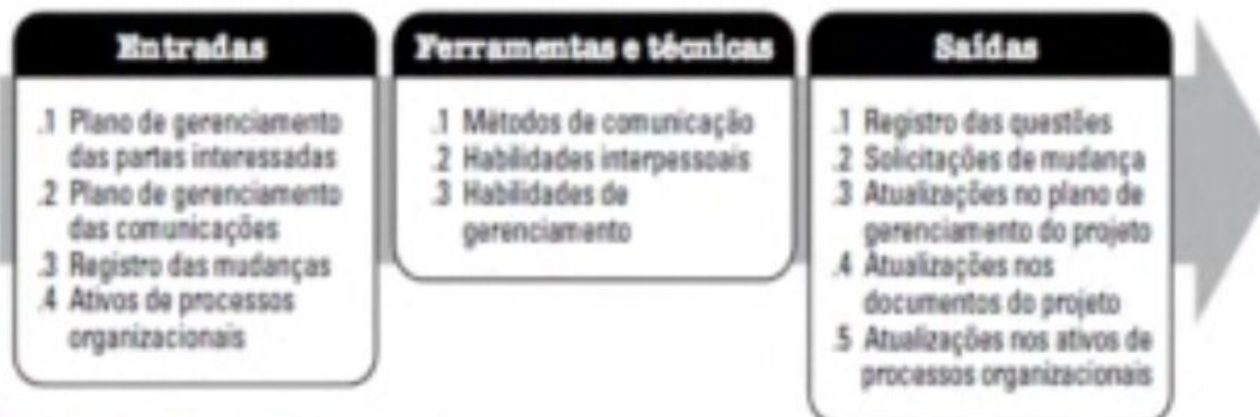 Entradas
.1 Plano de gerenciamento
das partes interessadas
.2 Plano de gerenciamento
das comunicações
.3 Registro das mudanças
.4 Ativos de processos
organizacionais
Ferramentas e técnicas
.1 Métodos de comunicação
.2 Habilidades interpessoais
.3 Habilidades de
gerenciamento
Saídas
.1 Registro das questões
.2 Solicitações de mudança
.3 Atualizações no plano de
gerenciamento do projeto
.4 Atualizações nos
documentos do projeto
.5 Atualizações nos ativos de
processos organizacionais